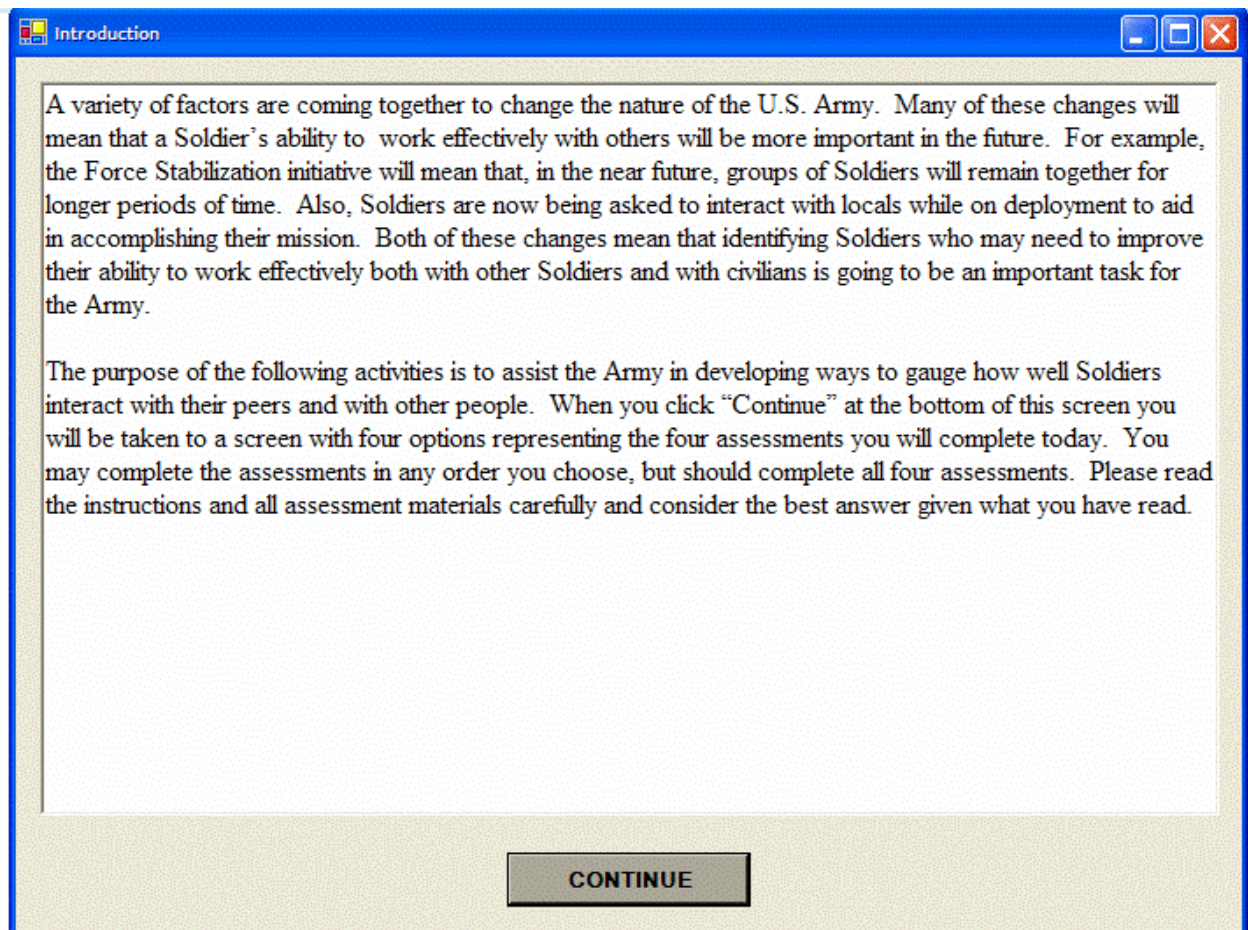 Introduction
A variety of factors are coming together to change the nature of the U.S. Army.  Many of these changes will
mean that a Soldier’s ability to  work effectively with others will be more important in the future.  For example,
the Force Stabilization initiative will mean that, in the near future, groups of Soldiers will remain together for
longer periods of time.  Also, Soldiers are now being asked to interact with locals while on deployment to aid
in accomplishing their mission.  Both of these changes mean that identifying Soldiers who may need to improve
their ability to work effectively both with other Soldiers and with civilians is going to be an important task for
the Army.
The purpose of the following activities is to assist the Army in developing ways to gauge how well Soldiers
interact with their peers and with other people.  When you click “Continue” at the bottom of this screen you
will be taken to a screen with four options representing the four assessments you will complete today.  You
may complete the assessments in any order you choose, but should complete all four assessments.  Please read
the instructions and all assessment materials carefully and consider the best answer given what you have read.
CONTINUE